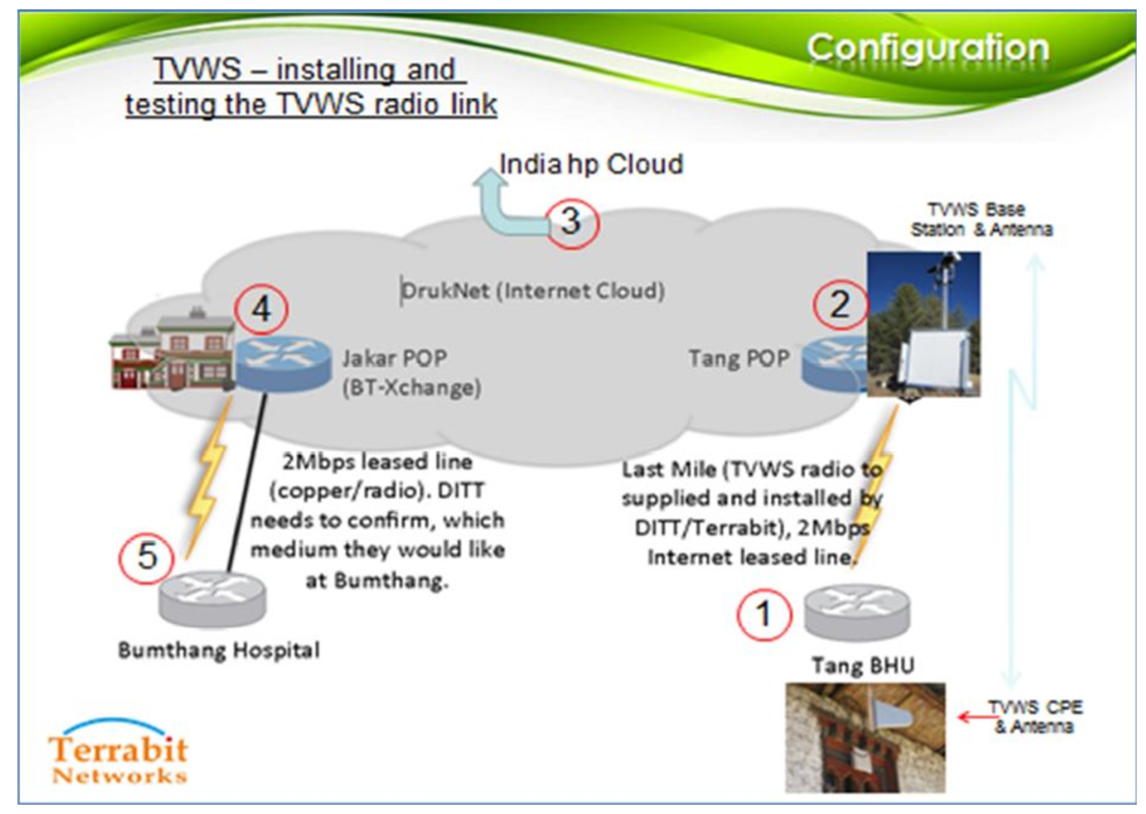 Configuration
TVWS – installing and
testing the TVWS radio link
India hp Cloud
3
TVWS Base
Station & Antenna
DrukNet (Internet Cloud)
4
2
Jakar POP
(BT-Xchange)
Tang POP
2Mbps leased line
(copper/radio). DITT
needs to confirm, which
medium they would like
at Bumthang.
Last Mile (TVWS radio to
supplied and installed by
DITT/Terrabit), 2Mbps
Internet leased line.
5
1
Bumthang Hospital
Tang BHU
TVWS CPE
& Antenna
Terrabit
Networks